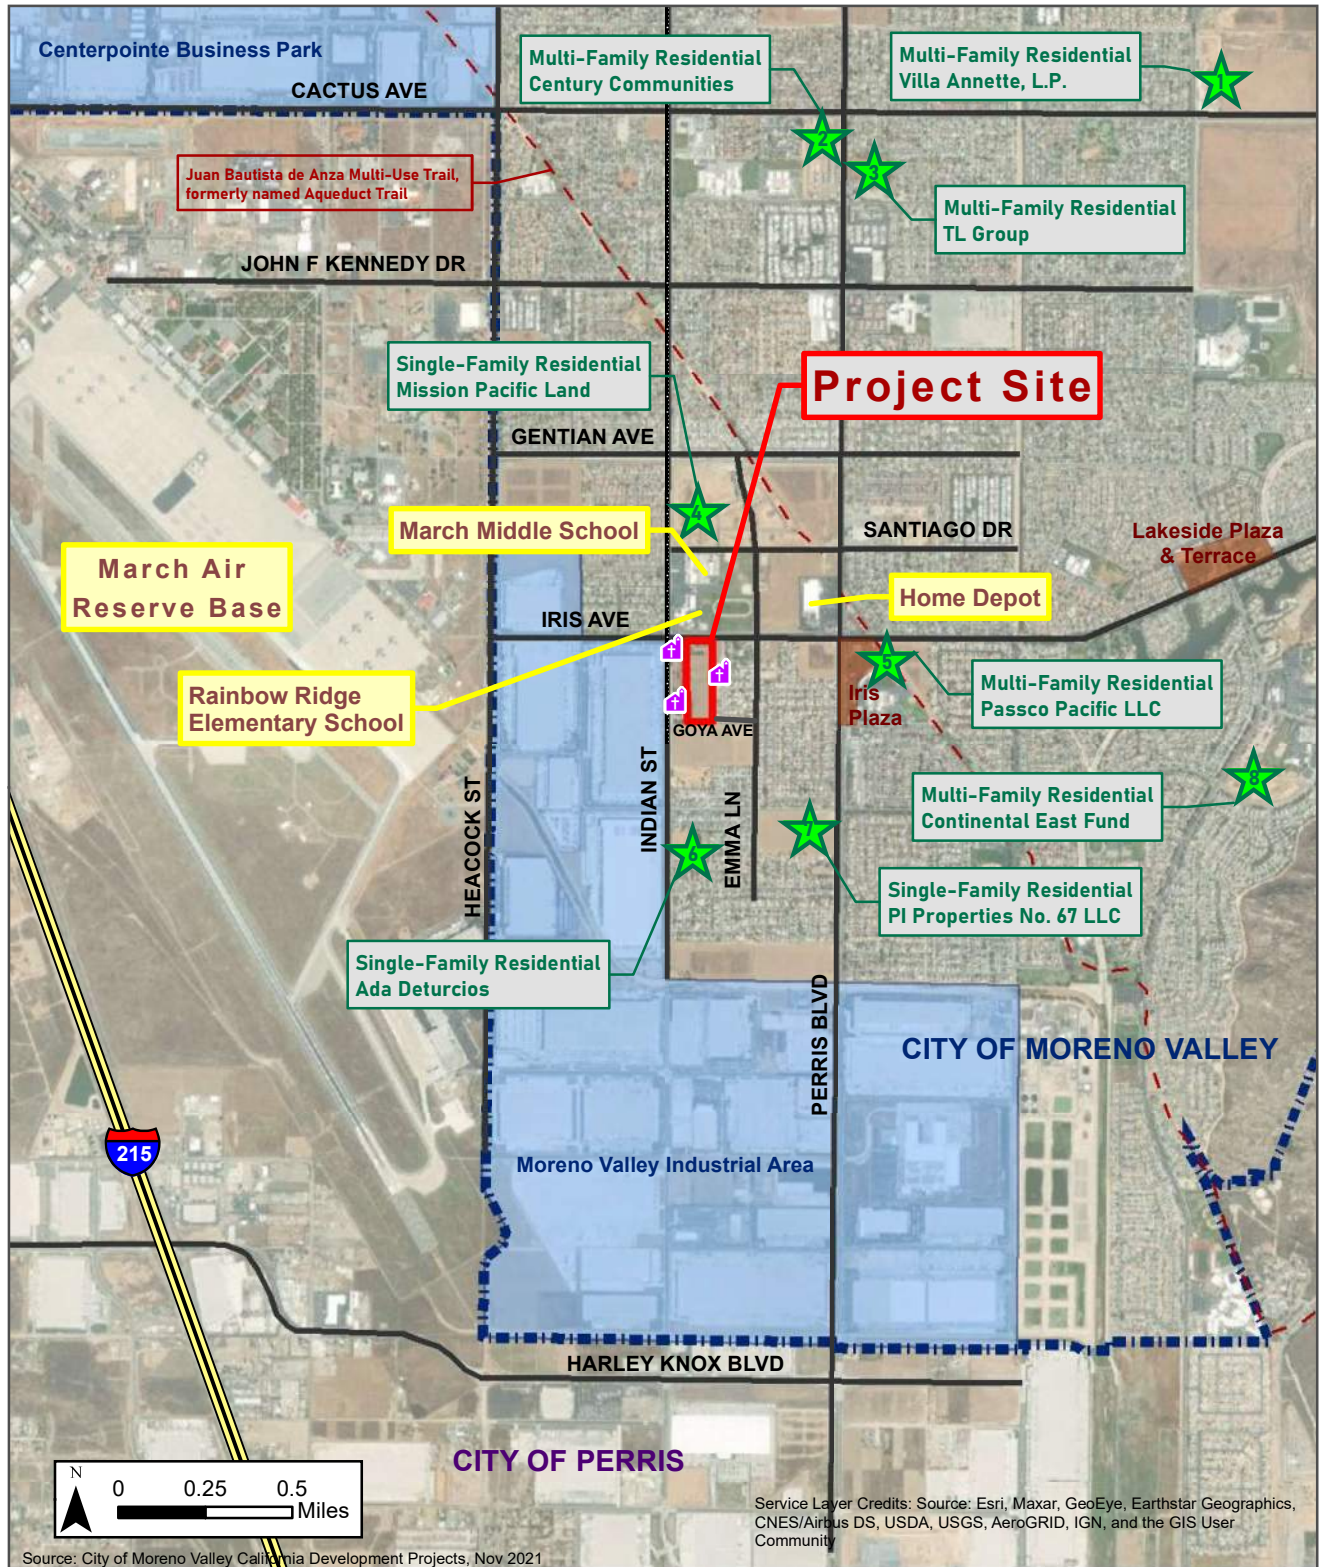 Centerpointe Business Park
CACTUS AVE
Multi-Family Residential
Century Communities
Multi-Family Residential
Villa Annette, L.P.
1
2
3
Juan Bautista de Anza Multi-Use Trail,
formerly named Aqueduct Trail
Multi-Family Residential
TL Group
JOHN F KENNEDY DR
Single-Family Residential
Mission Pacific Land
Project Site
GENTIAN AVE
4
March Middle School
SANTIAGO DR
Lakeside Plaza
& Terrace
March Air
Reserve Base
Home Depot
IRIS AVE
Rainbow Ridge
Elementary School
5
Iris
Plaza
Multi-Family Residential
Passco Pacific LLC
GOYA AVE
HEACOCK ST
INDIAN ST
EMMA LN
8
Multi-Family Residential
Continental East Fund
7
6
Single-Family Residential
PI Properties No. 67 LLC
Single-Family Residential
Ada Deturcios
PERRIS BLVD
CITY OF MORENO VALLEY
215
Moreno Valley Industrial Area
HARLEY KNOX BLVD
CITY OF PERRIS
N
0 0.25 0.5
Miles
Service Layer Credits: Source: Esri, Maxar, GeoEye, Earthstar Geographics,
CNES/Airbus DS, USDA, USGS, AeroGRID, IGN, and the GIS User
Community
Source: City of Moreno Valley California Development Projects, Nov 2021